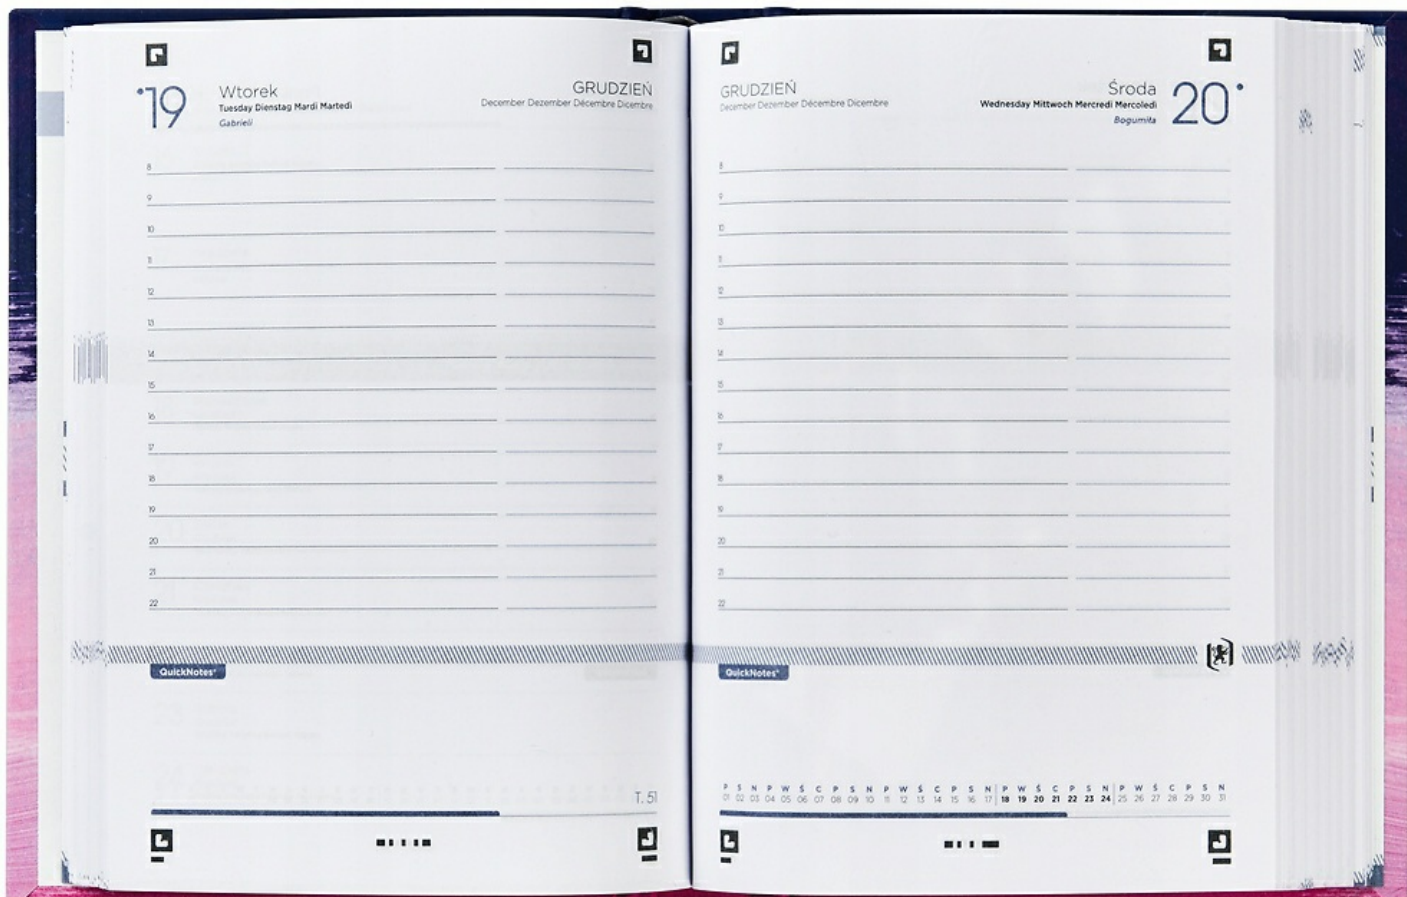 19
Wtorek
Tuesday Dienstag Mardi Martedì
Gabrieli
GRUDZIEŃ
December Dezember Décembre Dicembre
8
9
10
11
12
13
14
15
16
17
18
19
20
21
22
QuickNotes®
T. 51
GRUDZIEŃ
December Dezember Décembre Dicembre
Środa
Wednesday Mittwoch Mercredi Mercoledì
Bogumiła
20
8
9
10
11
12
13
14
15
16
17
18
19
20
21
22
QuickNotes®
P S N P W Ś C P S N P W Ś C P S N P W Ś C P S N P W Ś C P S N
01 02 03 04 05 06 07 08 09 10 11 12 13 14 15 16 17 18 19 20 21 22 23 24 25 26 27 28 29 30 31